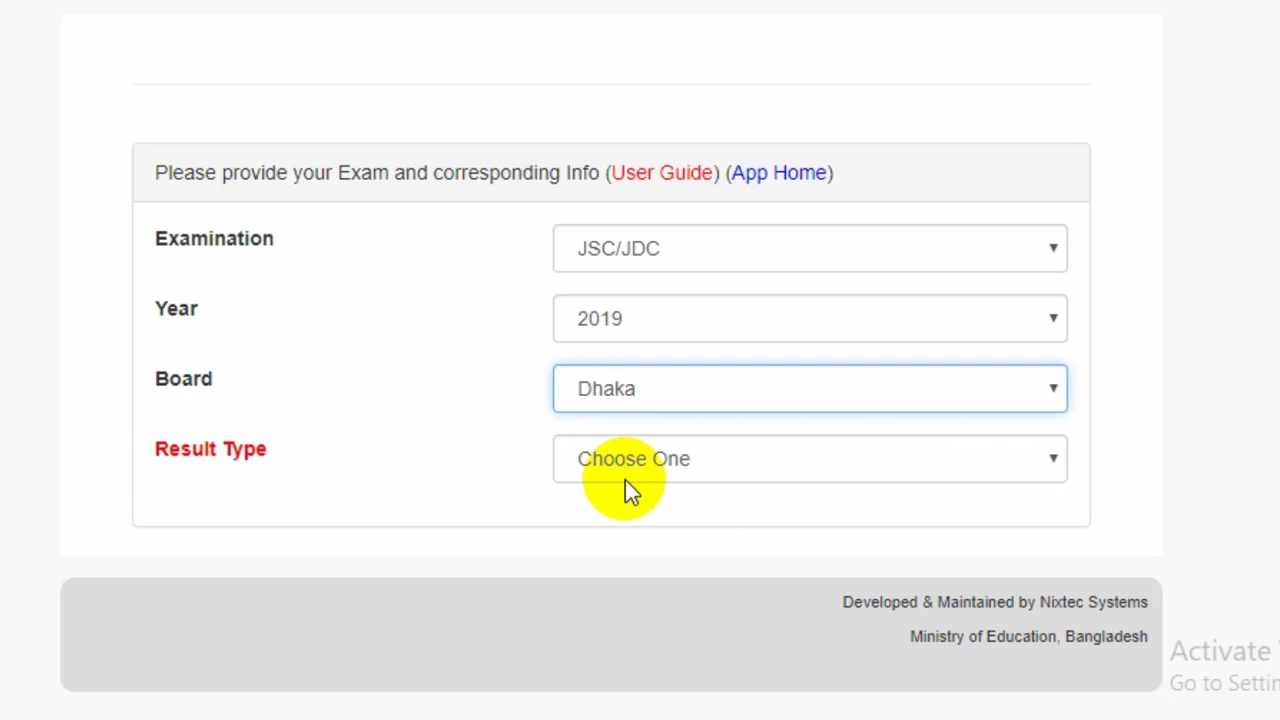 Please provide your Exam and corresponding Info (User Guide) (App Home)
Examination
JSC/JDC
Year
2019
Board
Dhaka
Result Type
Choose One
Developed & Maintained by Nixtec Systems
Ministry of Education, Bangladesh
Activate
Go to